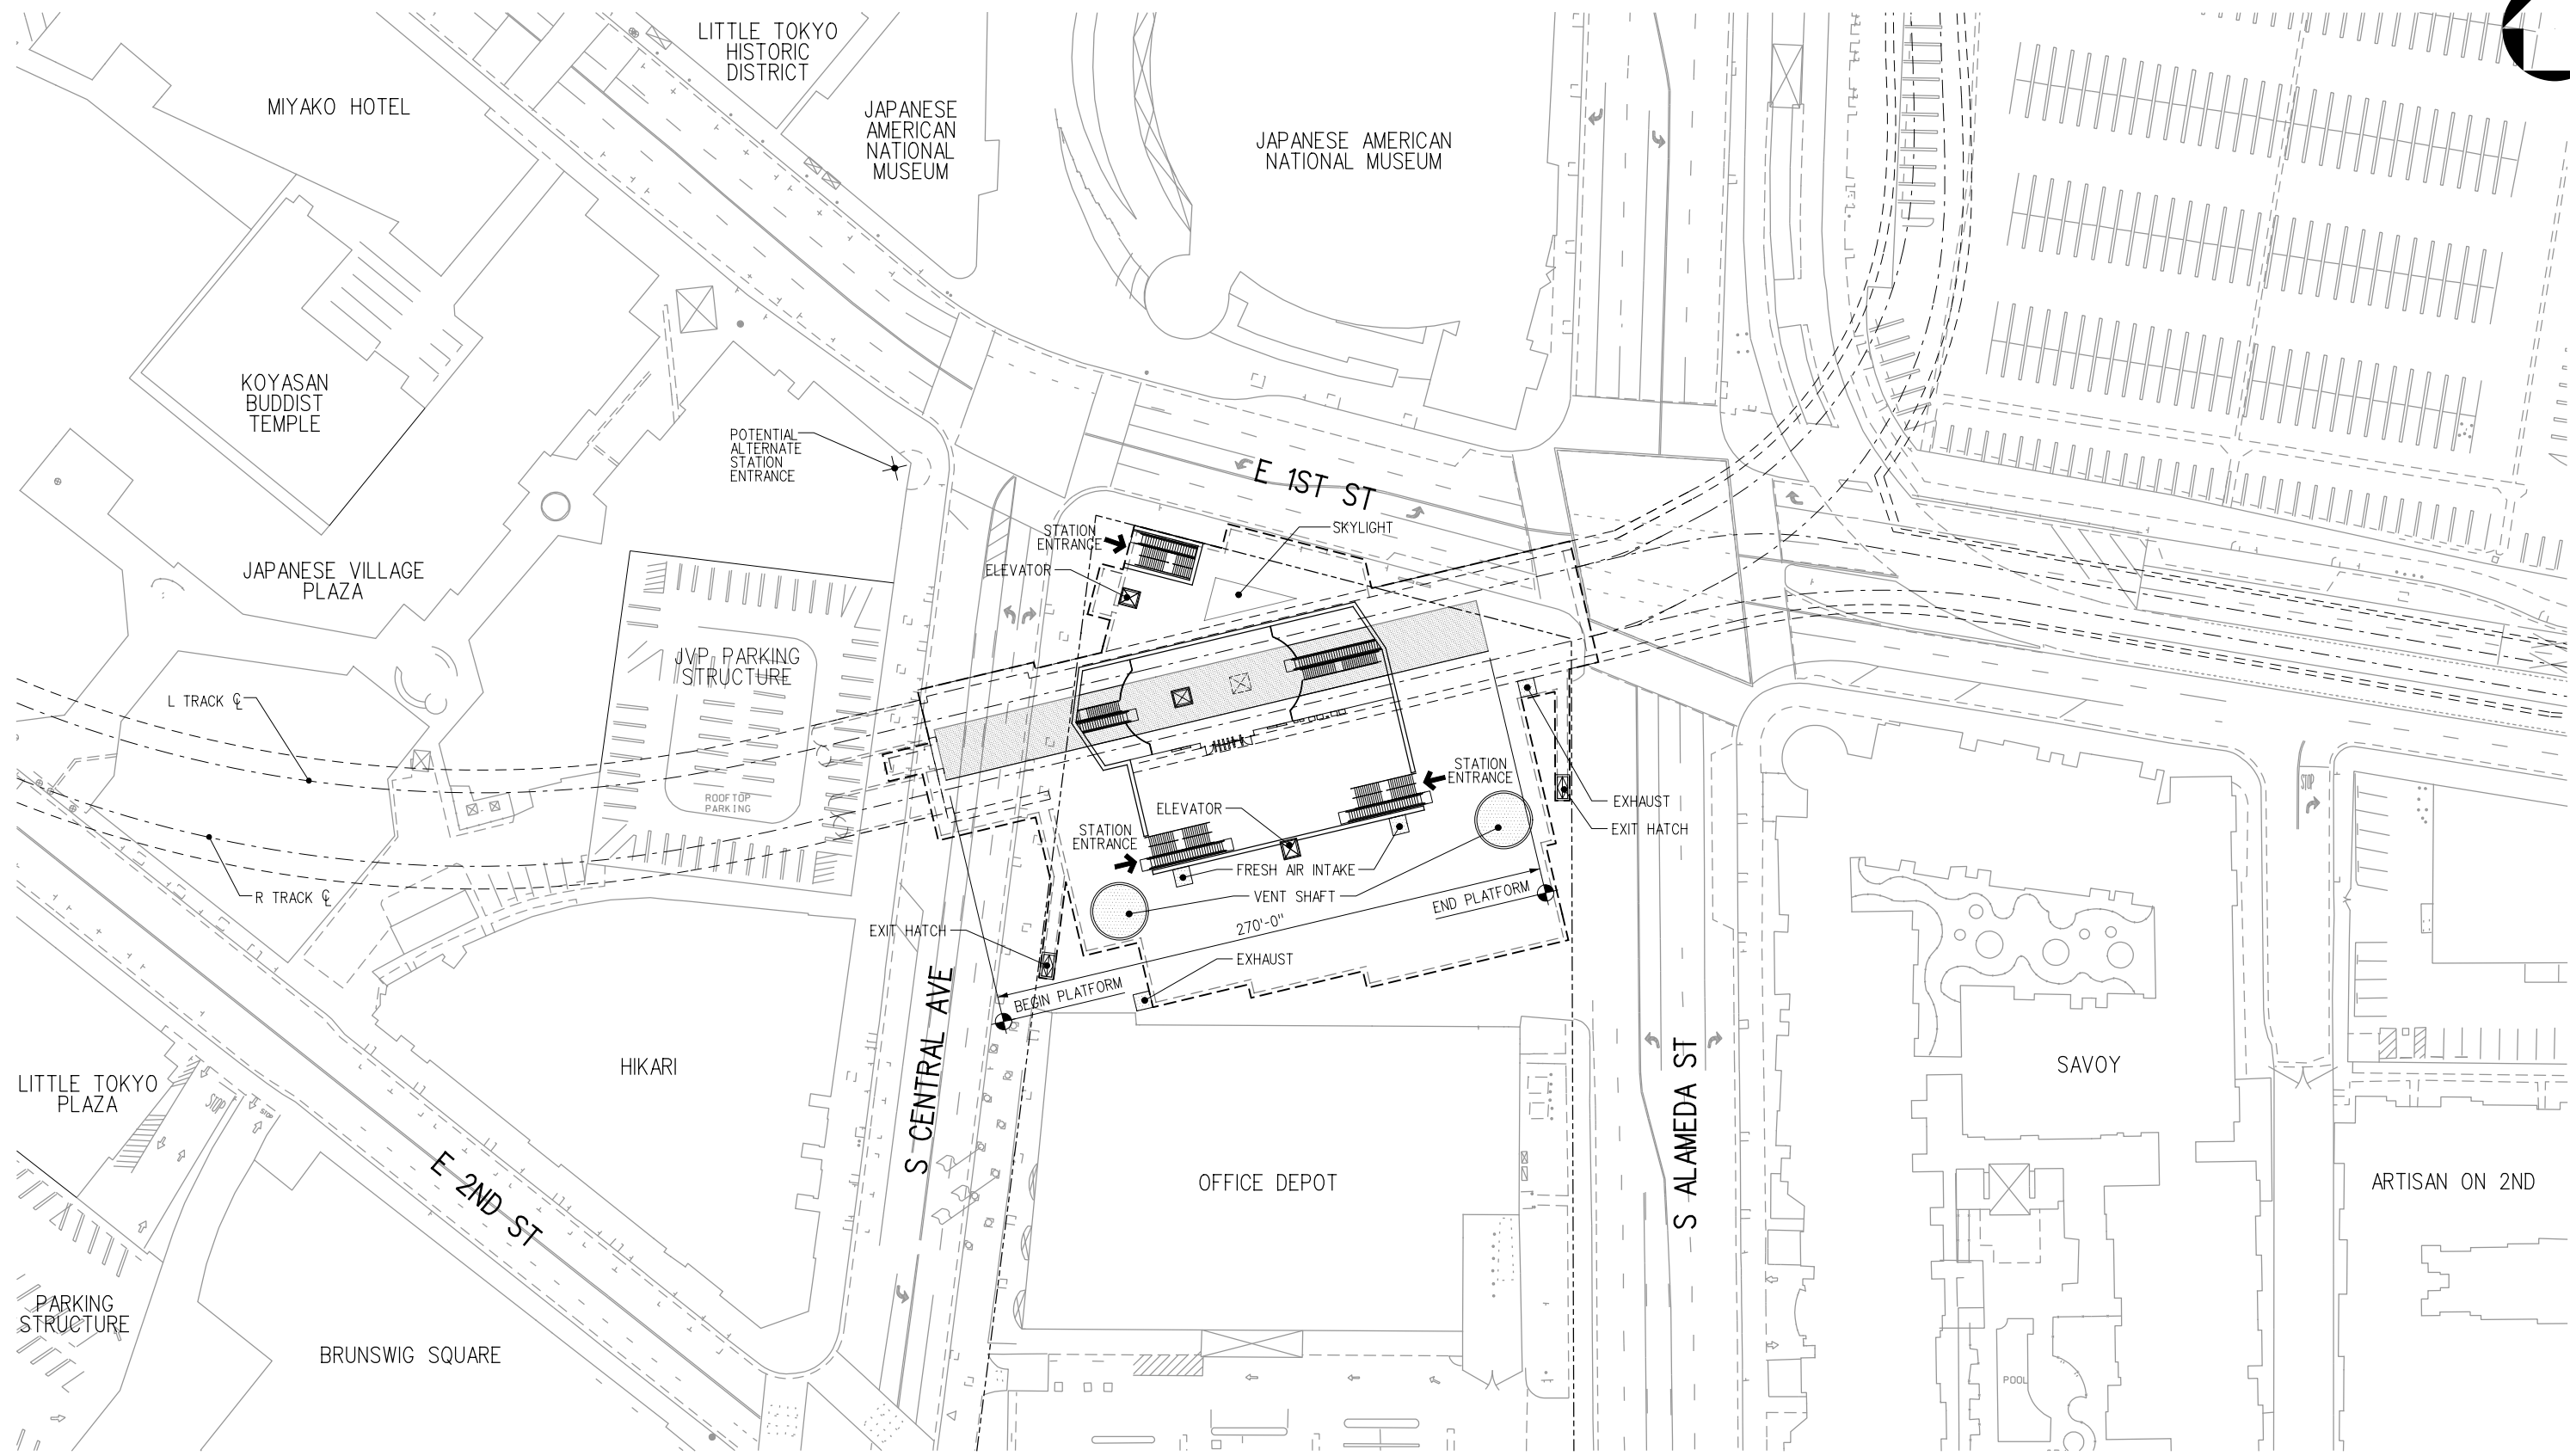 LITTLE TOKYO
HISTORIC
DISTRICT
MIYAKO HOTEL
JAPANESE
AMERICAN
NATIONAL
MUSEUM
JAPANESE AMERICAN
NATIONAL MUSEUM
KOYASAN
BUDDIST
TEMPLE
POTENTIAL
ALTERNATE
STATION
ENTRANCE
E 1ST ST
STATION
ENTRANCE
SKYLIGHT
ELEVATOR
JAPANESE VILLAGE
PLAZA
JVP PARKING
STRUCTURE
L TRACK ℄
ROOFTOP
PARKING
STATION
ENTRANCE
STOP
EXHAUST
ELEVATOR
EXIT HATCH
STATION
ENTRANCE
FRESH AIR INTAKE
R TRACK ℄
VENT SHAFT
END PLATFORM
270'-0"
EXIT HATCH
EXHAUST
BEGIN PLATFORM
S CENTRAL AVE
HIKARI
SAVOY
LITTLE TOKYO
PLAZA
STOP
STOP
S ALAMEDA ST
E 2ND ST
OFFICE DEPOT
ARTISAN ON 2ND
PARKING
STRUCTURE
BRUNSWIG SQUARE
POOL